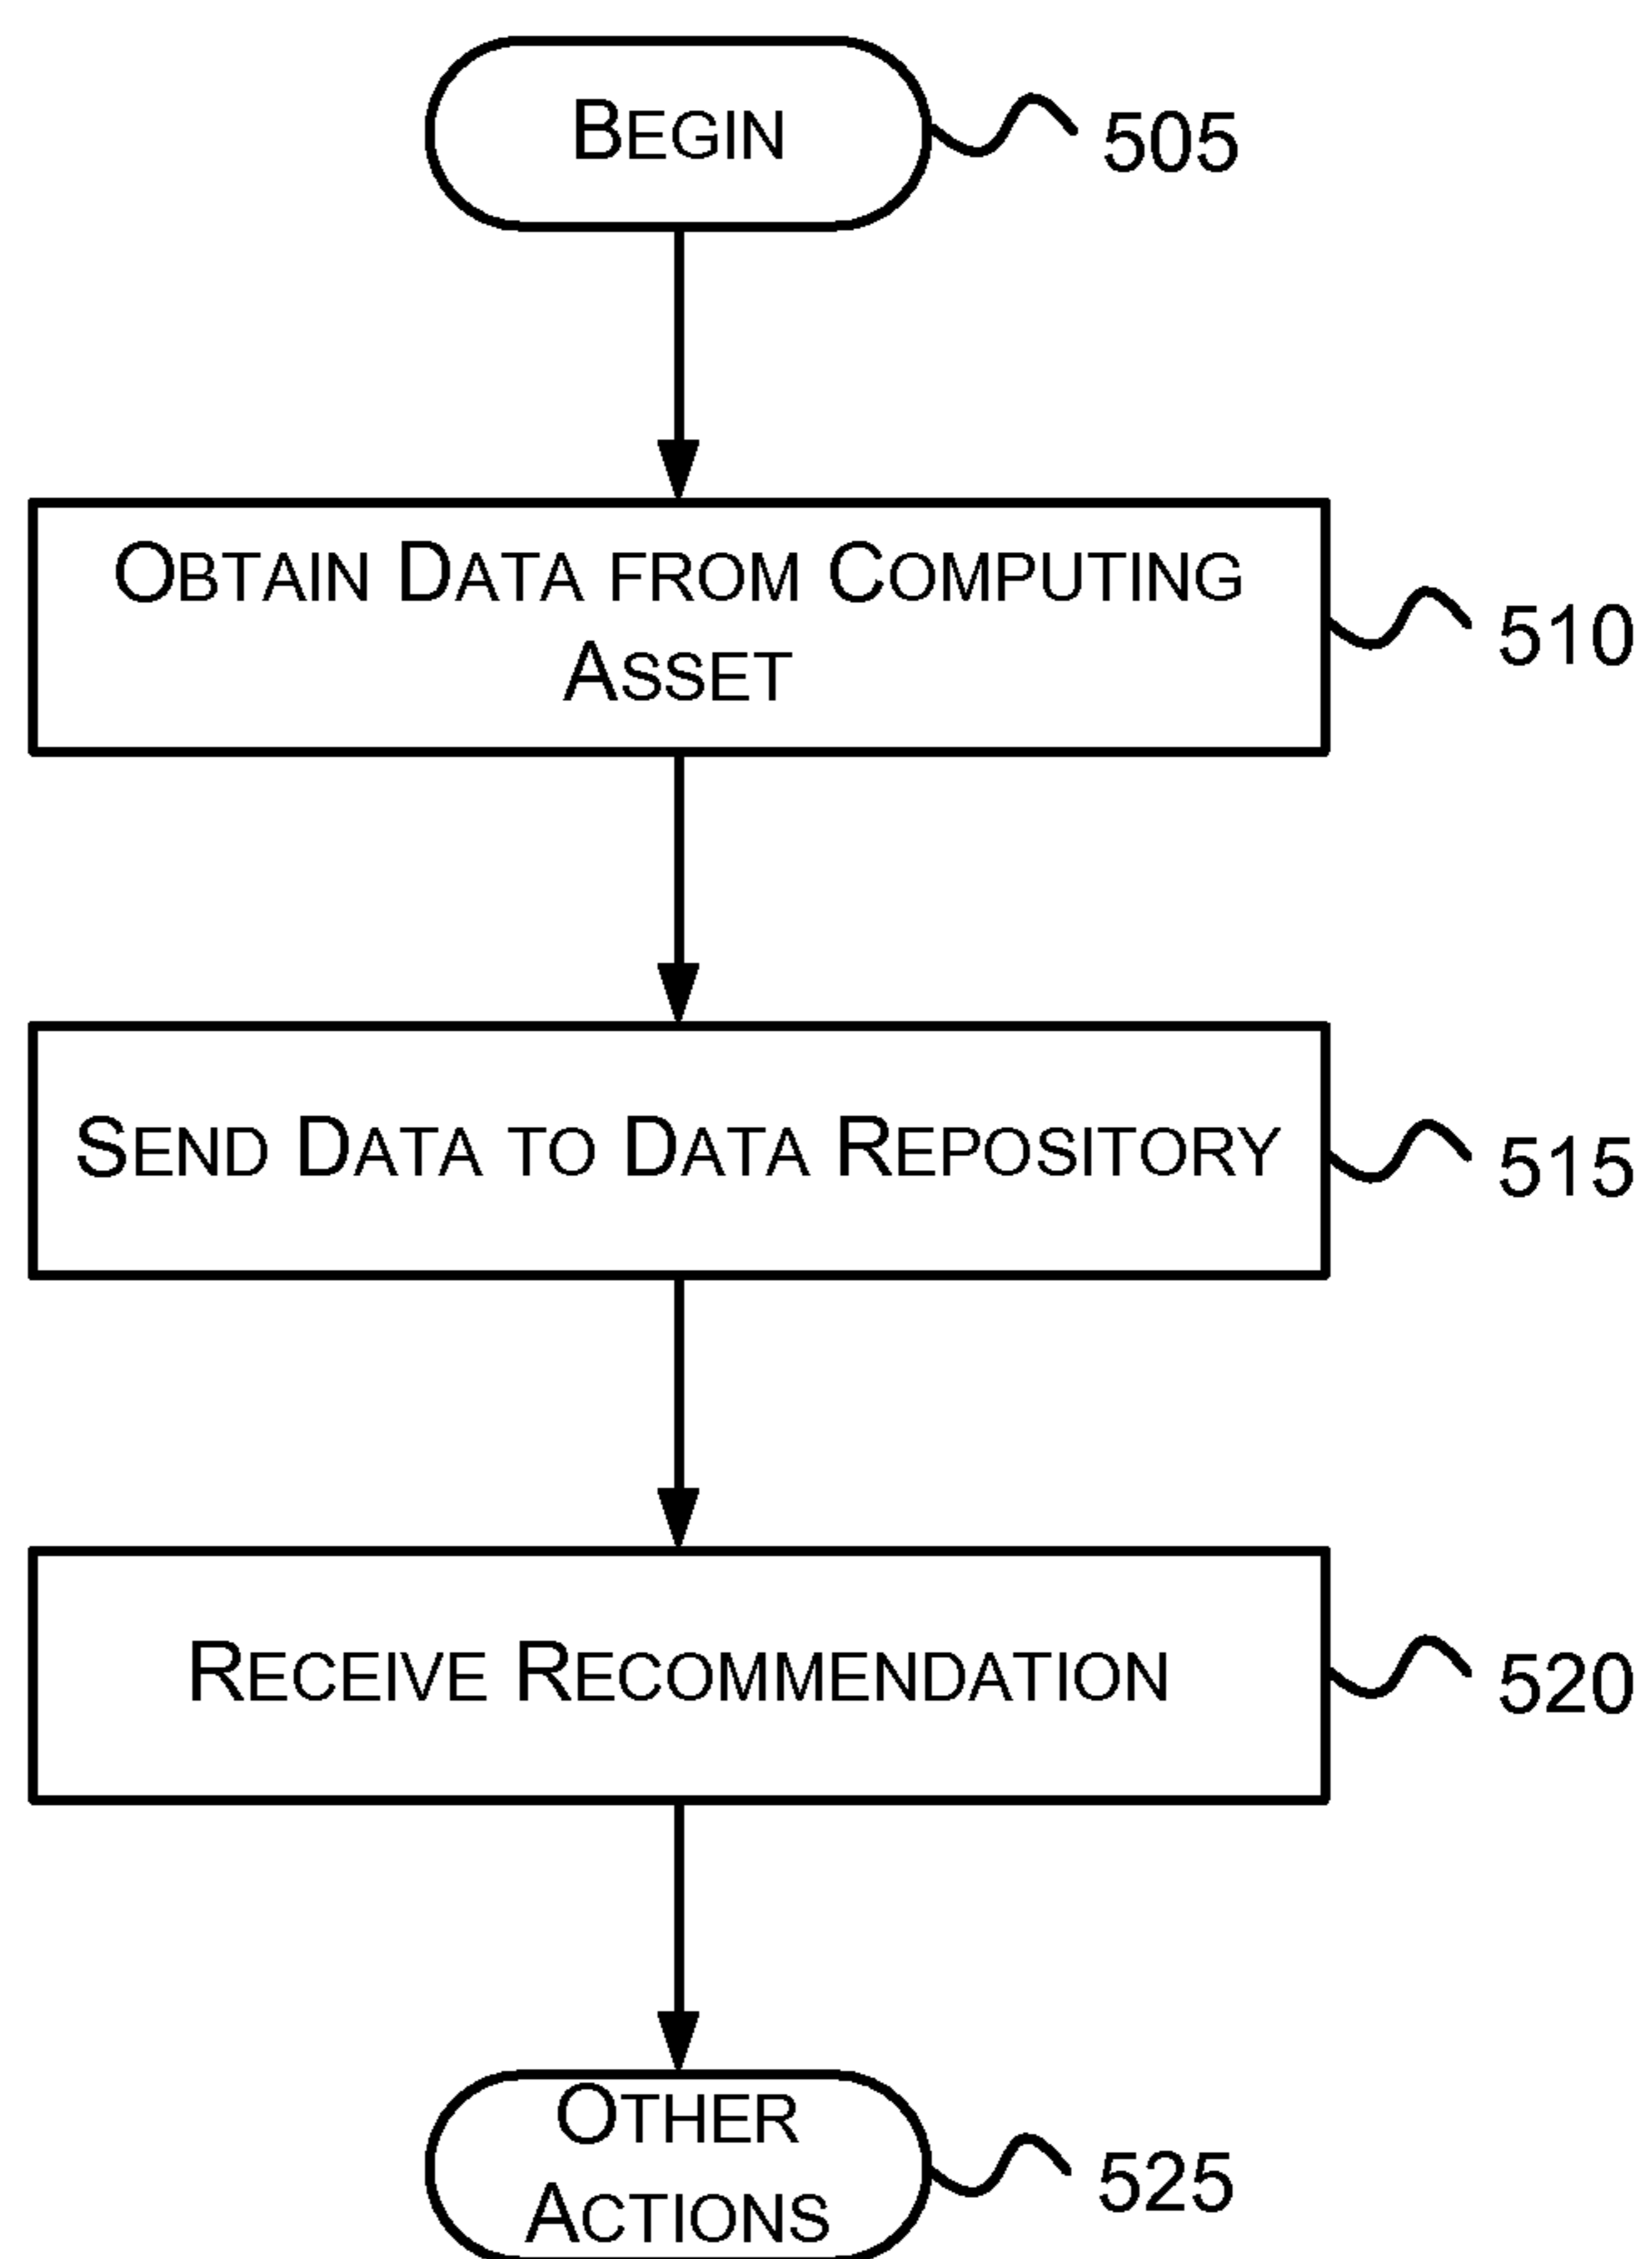 BEGIN
505
OBTAIN DATA FROM COMPUTING
ASSET
510
SEND DATA TO DATA REPOSITORY
515
RECEIVE RECOMMENDATION
520
OTHER
ACTIONS
525